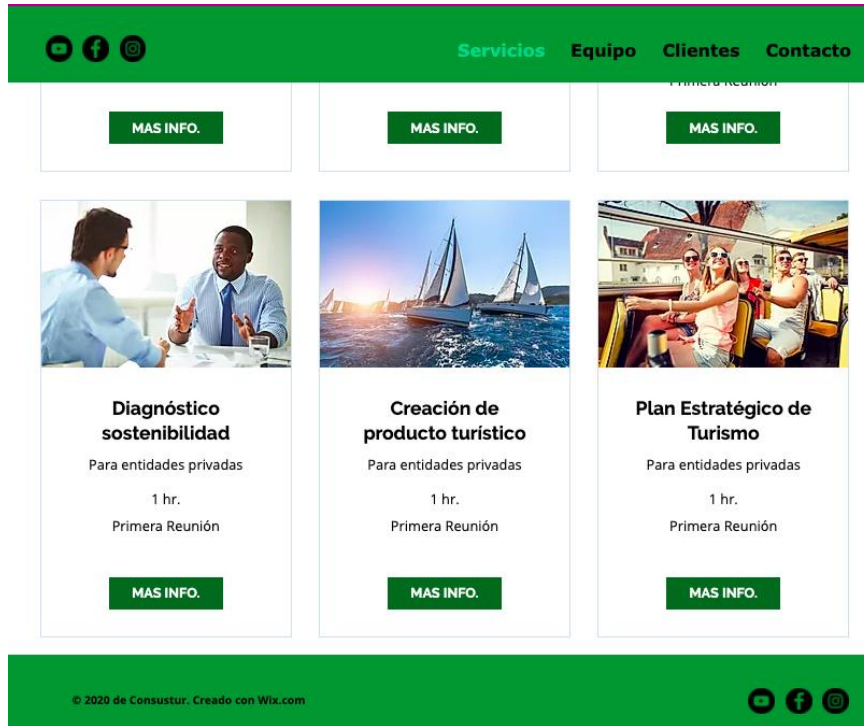 Servicios Equipo Clientes Contacto
Primera Reunión
MAS INFO. MAS INFO. MAS INFO.
Diagnóstico
sostenibilidad
Para entidades privadas
1 hr.
Primera Reunión
MAS INFO.
Creación de
producto turístico
Para entidades privadas
1 hr.
Primera Reunión
MAS INFO.
Plan Estratégico de
Turismo
Para entidades privadas
1 hr.
Primera Reunión
MAS INFO.
© 2020 de Consustur. Creado con Wix.com